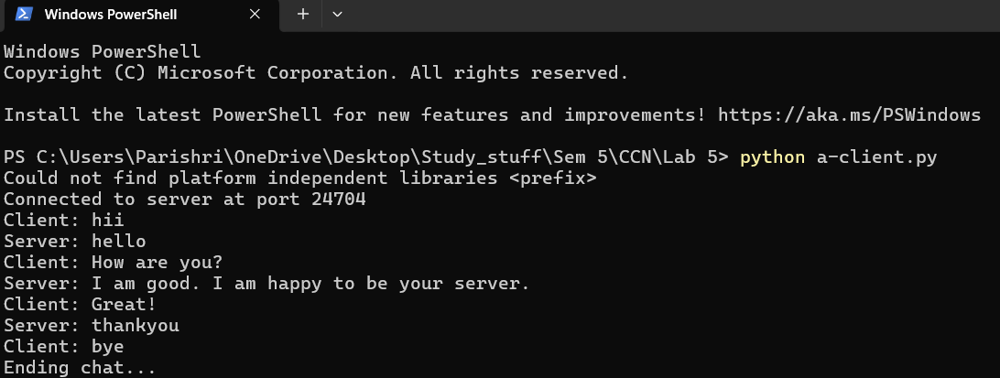 Windows PowerShell
Windows PowerShell
Copyright (C) Microsoft Corporation. All rights reserved.
Install the latest PowerShell for new features and improvements! https://aka.ms/PSWindows
PS C:\Users\Parishri\OneDrive\Desktop\Study_stuff\Sem 5\CCN\Lab 5> python a-client.py
Could not find platform independent libraries <prefix>
Connected to server at port 24704
Client: hii
Server: hello
Client: How are you?
Server: I am good. I am happy to be your server.
Client: Great!
Server: thankyou
Client: bye
Ending chat...